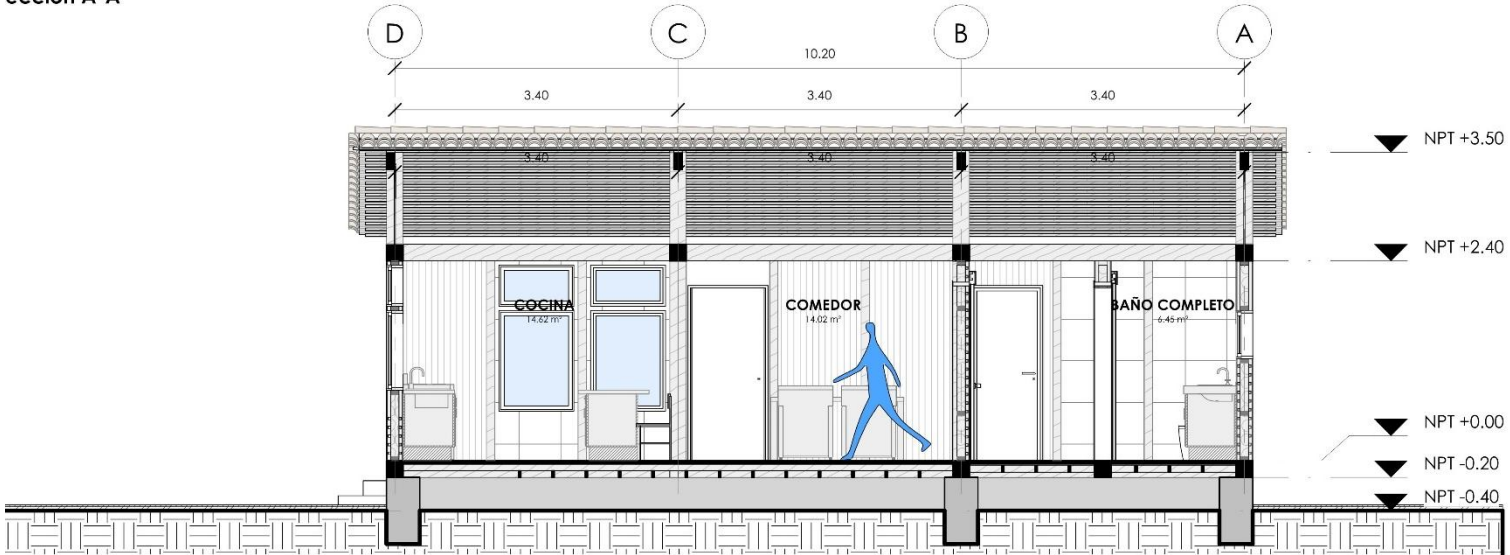 ección A-A
D
C
B
A
10.20
3.40
3.40
3.40
3.40
3.40
3.40
NPT +3.50
NPT +2.40
COCINA
14.62 m²
COMEDOR
14.02 m²
BAÑO COMPLETO
6.45 m²
NPT +0.00
NPT -0.20
NPT -0.40